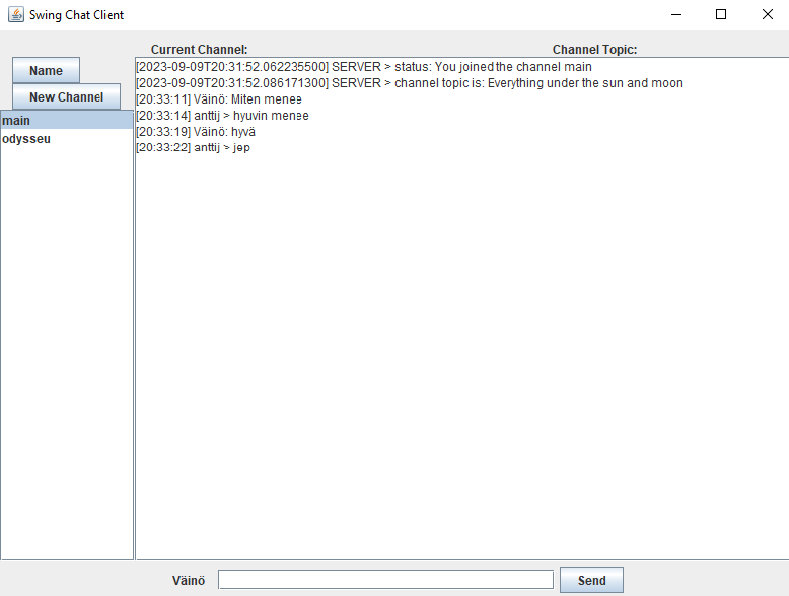 Swing Chat Client
Current Channel: Channel Topic:
Name
New Channel
main
odysseu
[2023-09-09T20:31:52.062235500] SERVER > status: You joined the channel main
[2023-09-09T20:31:52.086171300] SERVER > channel topic is: Everything under the sun and moon
[20:33:11] Väinö: Miten menee
[20:33:14] anttij > hyuvin menee
[20:33:19] Väinö: hyvä
[20:33:22] anttij > jep
Väinö Send